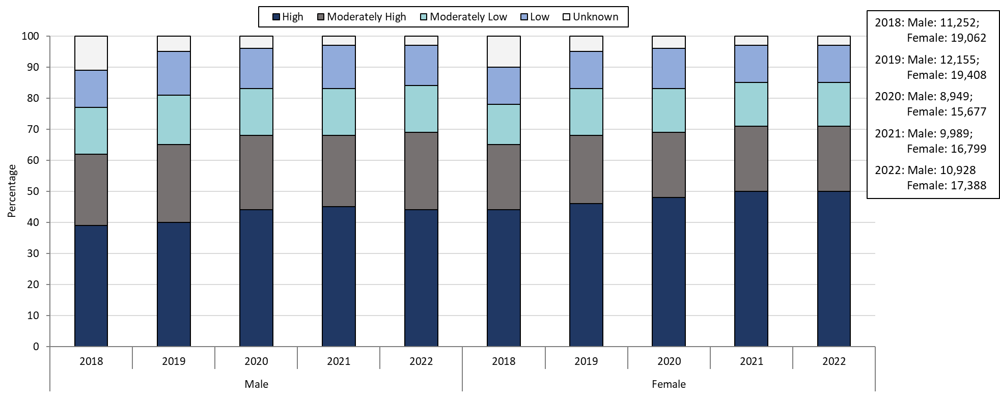 High Moderately High Moderately Low Low Unknown
2018: Male: 11,252;
Female: 19,062
2019: Male: 12,155;
Female: 19,408
2020: Male: 8,949;
Female: 15,677
2021: Male: 9,989;
Female: 16,799
2022: Male: 10,928
Female: 17,388
Percentage
100
90
80
70
60
50
40
30
20
10
0
2018 2019 2020 2021 2022 2018 2019 2020 2021 2022
Male Female